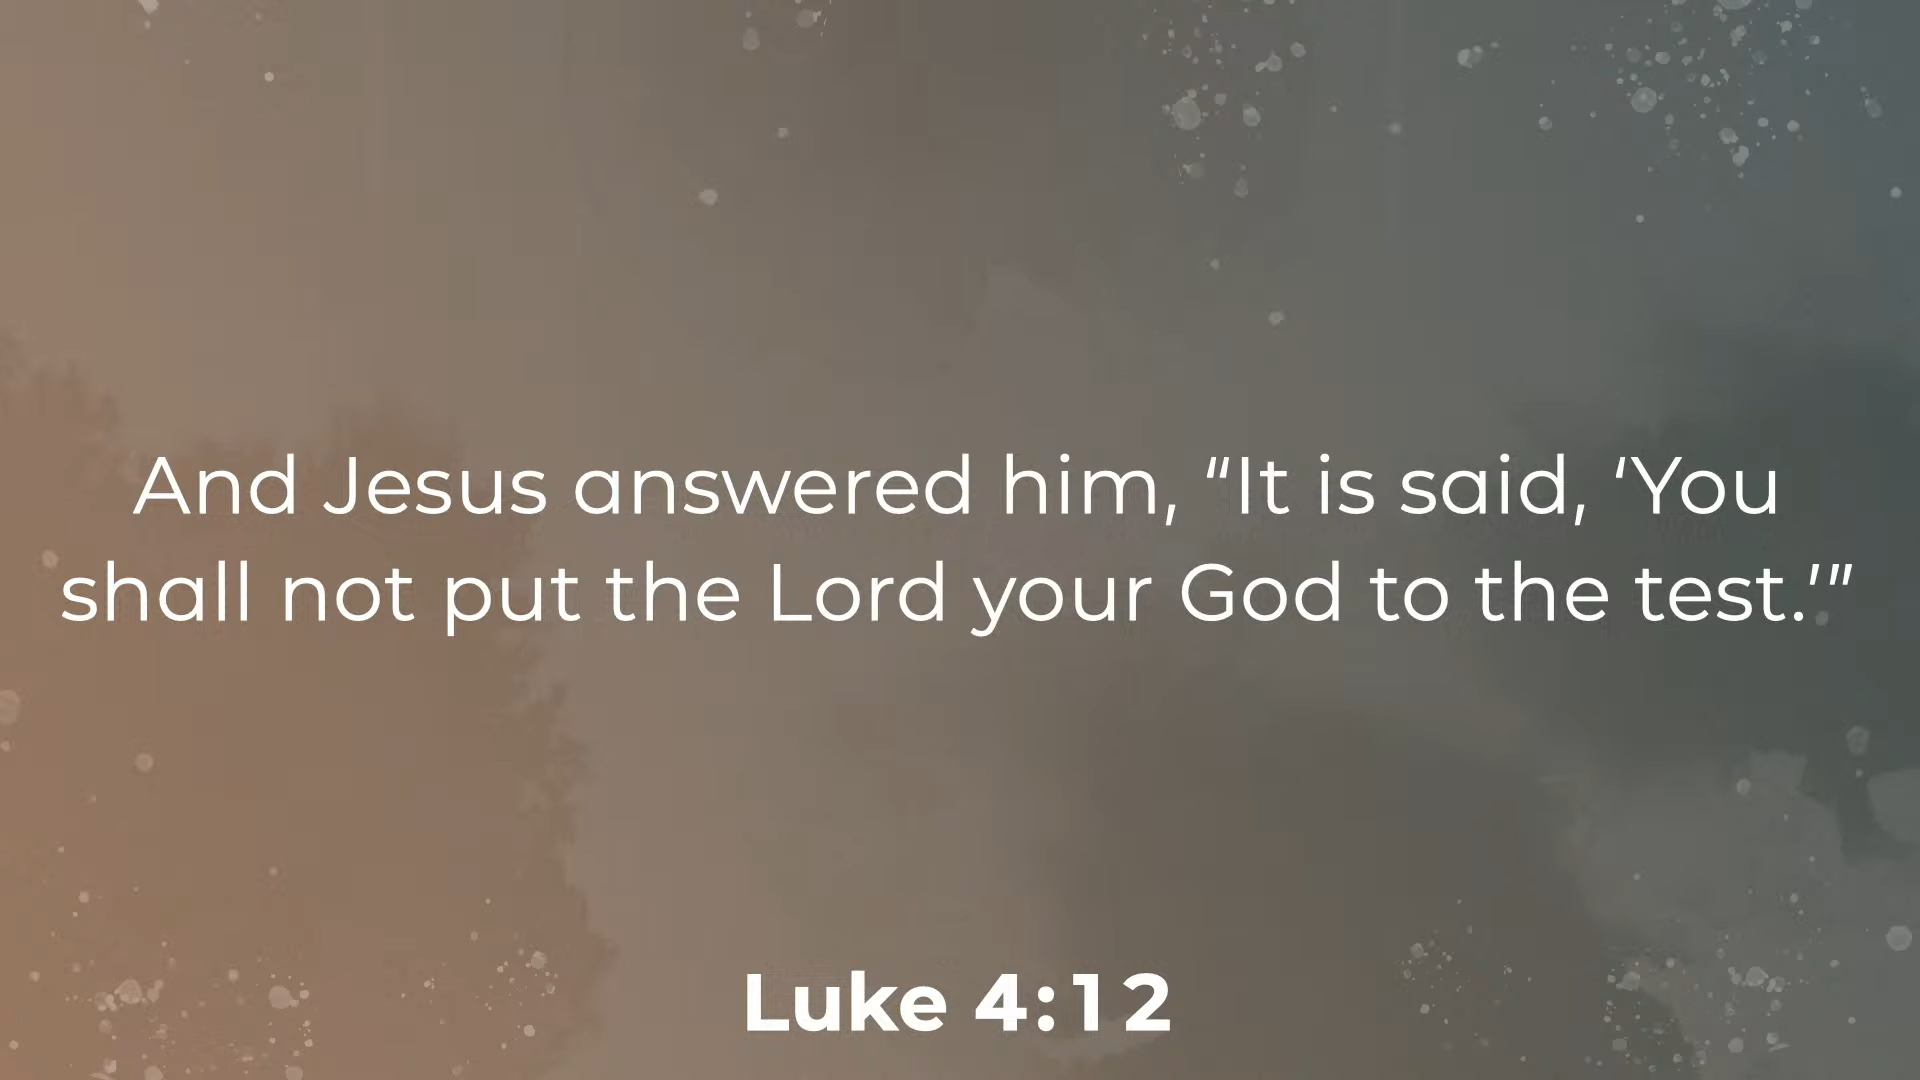 And Jesus answered him, “It is said, ‘You
shall not put the Lord your God to the test.’”
Luke 4:12